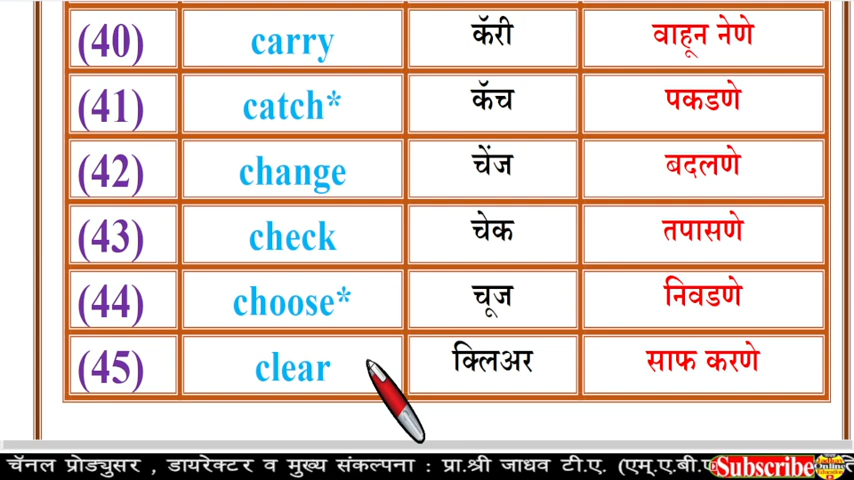 (40) carry कॅरी वाहून नेणे
(41) catch* कॅच पकडणे
(42) change चेंज बदलणे
(43) check चेक तपासणे
(44) choose* चूज निवडणे
(45) clear क्लिअर साफ करणे
चॅनल प्रोड्युसर , डायरेक्टर व मुख्य संकल्पना : प्रा.श्री जाधव टी.ए. (एम्.ए.बी. Subscribe Online